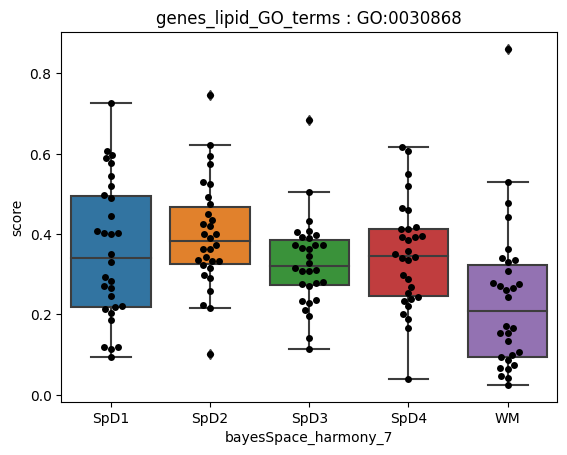 genes_lipid_GO_terms : GO:0030868
score
0.8
0.6
0.4
0.2
0.0
SpD1 SpD2 SpD3 SpD4 WM
bayesSpace_harmony_7